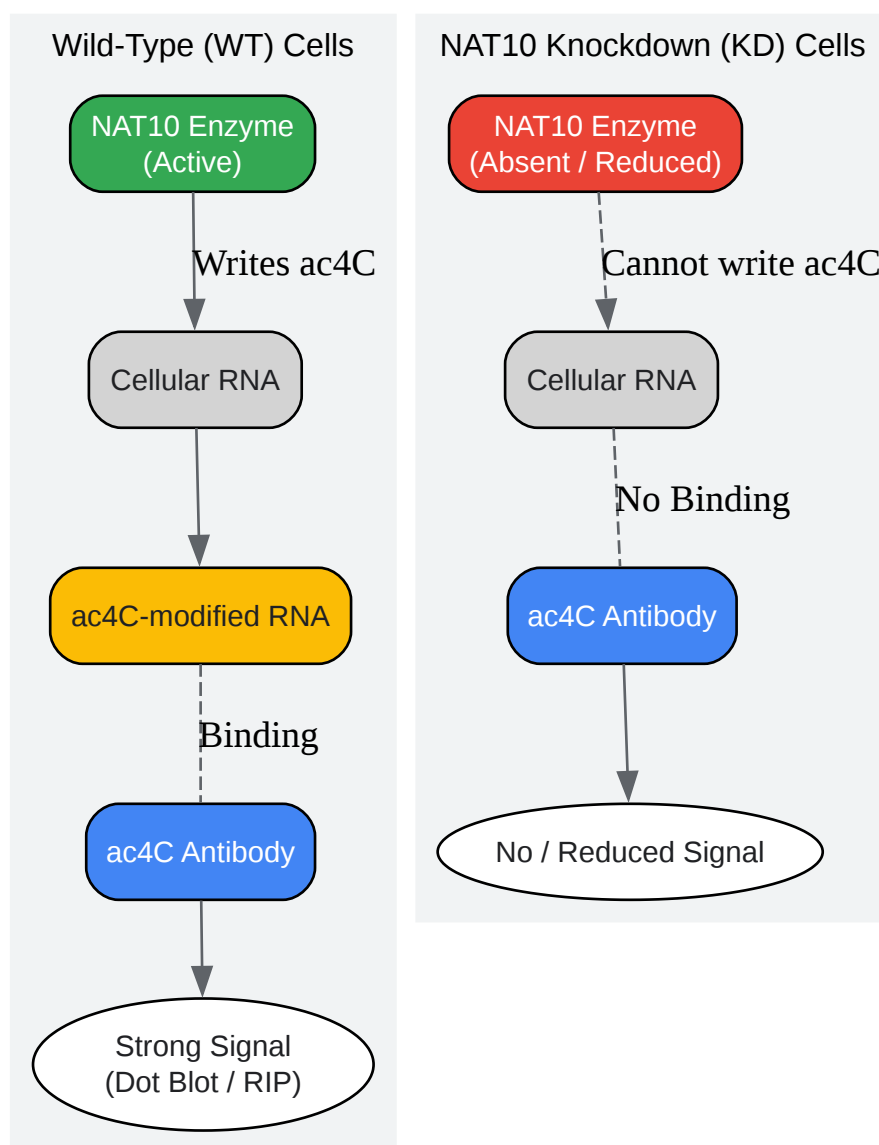 Wild-Type (WT) Cells
NAT10 Enzyme
(Active)
Writes ac4C
Cellular RNA
ac4C-modified RNA
Binding
ac4C Antibody
Strong Signal
(Dot Blot / RIP)
NAT10 Knockdown (KD) Cells
NAT10 Enzyme
(Absent / Reduced)
Cannot write ac4C
Cellular RNA
No Binding
ac4C Antibody
No / Reduced Signal